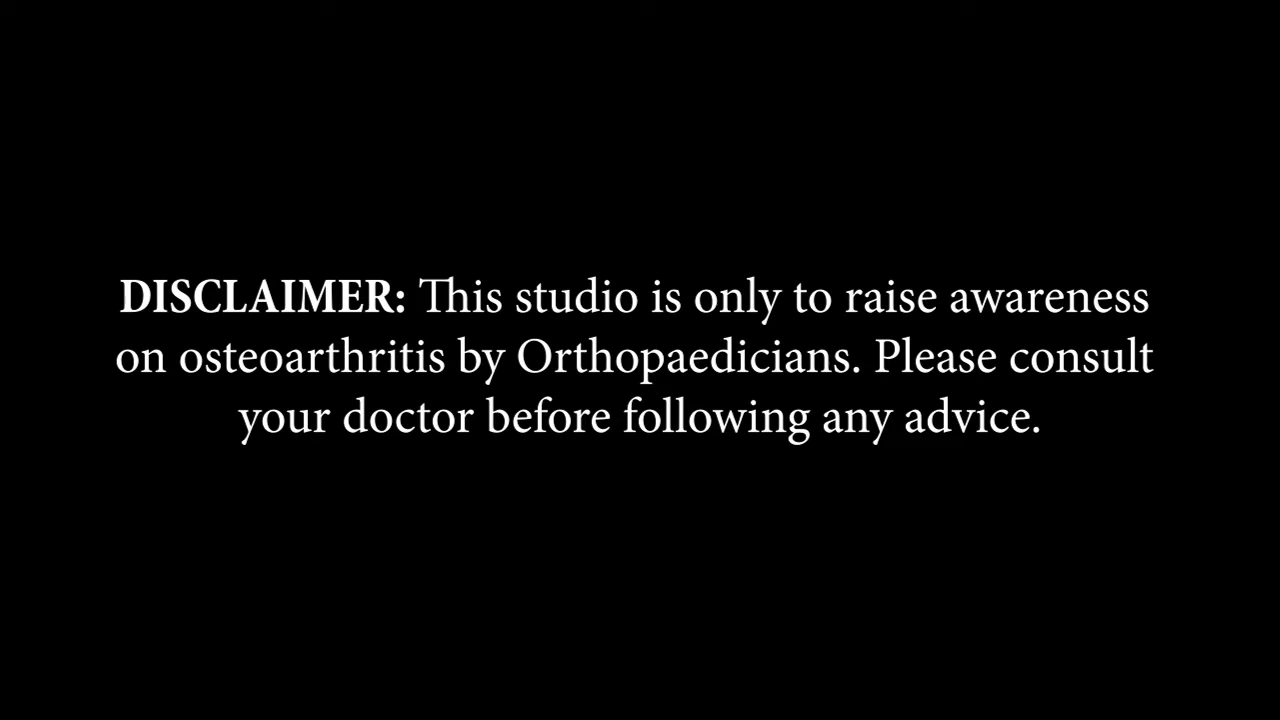 DISCLAIMER: This studio is only to raise awareness
on osteoarthritis by Orthopaedicians. Please consult
your doctor before following any advice.